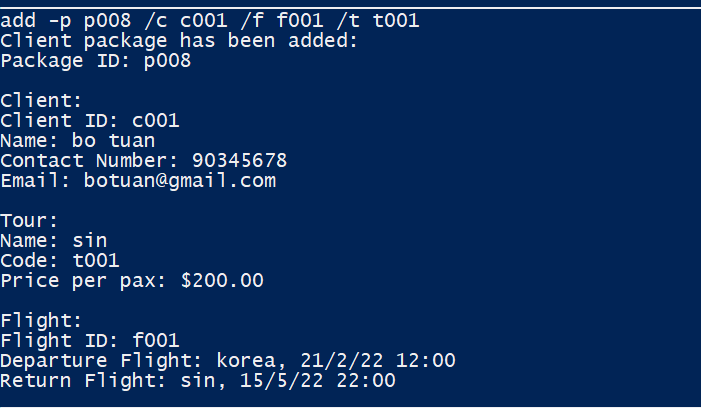 add -p p008 /c c001 /f f001 /t t001
Client package has been added:
Package ID: p008
Client:
Client ID: c001
Name: bo tuan
Contact Number: 90345678
Email: botuan@gmail.com
Tour:
Name: sin
Code: t001
Price per pax: $200.00
Flight:
Flight ID: f001
Departure Flight: korea, 21/2/22 12:00
Return Flight: sin, 15/5/22 22:00